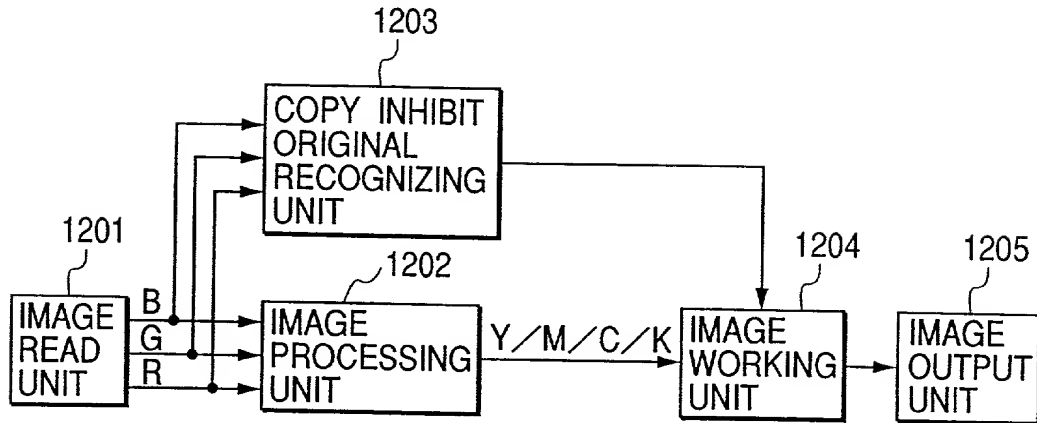 1203
COPY INHIBIT
ORIGINAL
RECOGNIZING
UNIT
1201
IMAGE
READ
UNIT
B
G
R
1202
IMAGE
PROCESSING
UNIT
Y/M/C/K
1204
IMAGE
WORKING
UNIT
1205
IMAGE
OUTPUT
UNIT